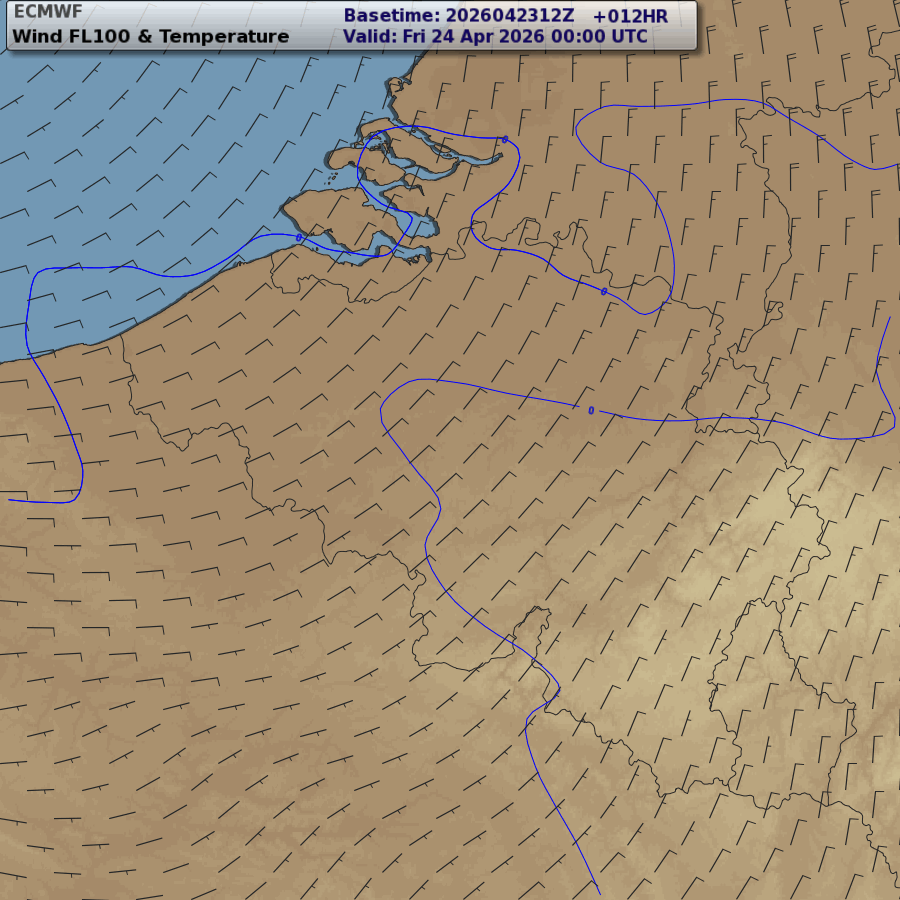 ECMWF
Basetime: 2026042312Z +012HR
Wind FL100 & Temperature
Valid: Fri 24 Apr 2026 00:00 UTC
0
0
0
0